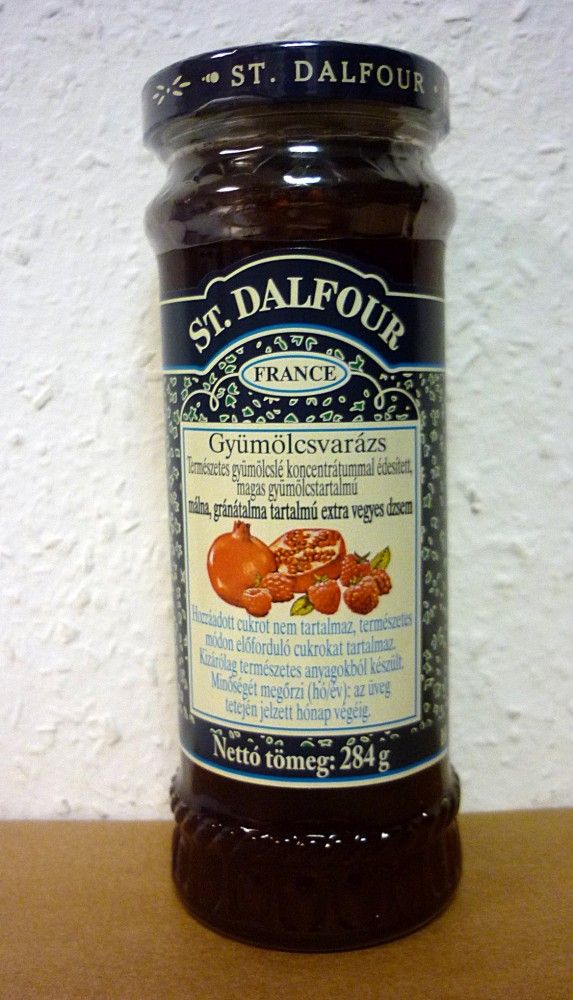 ST. DALFOUR
ST. DALFOUR
FRANCE
Gyümölcsvarázs
Természetes gyümölcslé koncentrátummal édesített,
magas gyümölcstartalmú
málna, gránátalma tartalmú extra vegyes dzsem
Hozzáadott cukrot nem tartalmaz, természetes
módon előforduló cukrokat tartalmaz.
Kizárólag természetes anyagokból készült.
Minőségét megőrzi (hó/év): az üveg
tetején jelzett hónap végéig.
Nettó tömeg: 284 g